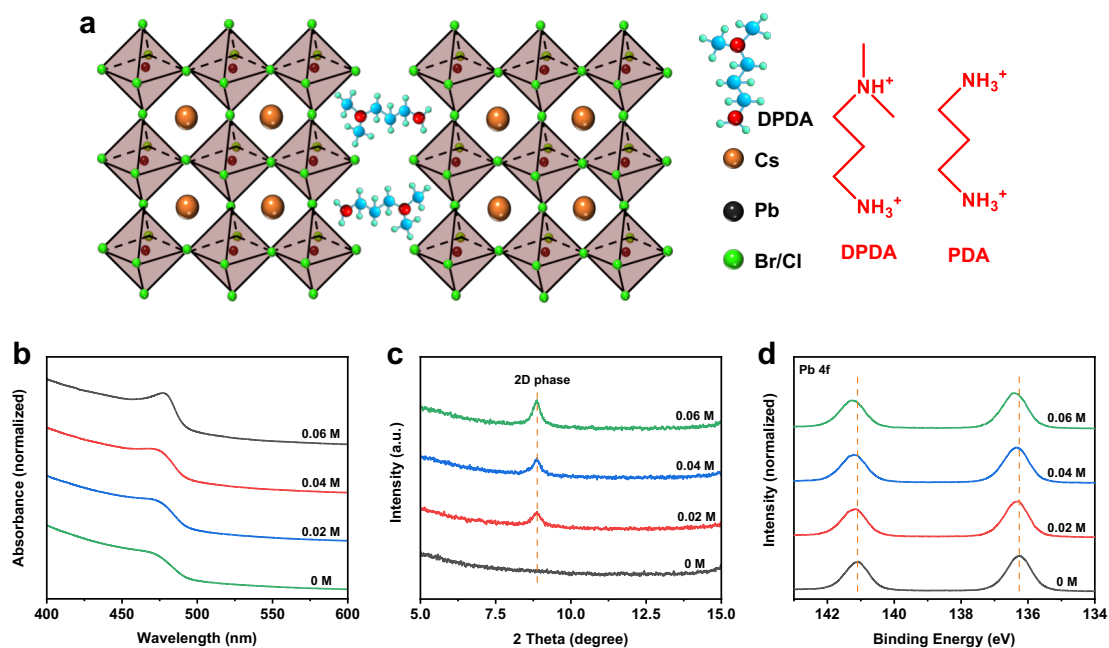 a
DPDA
Cs
Pb
Br/Cl
NH⁺
NH₃⁺
DPDA
NH₃⁺
NH₃⁺
PDA
b
Absorbance (normalized)
0.06 M
0.04 M
0.02 M
0 M
400 450 500 550 600
Wavelength (nm)
c
Intensity (a.u.)
2D phase
0.06 M
0.04 M
0.02 M
0 M
5.0 7.5 10.0 12.5 15.0
2 Theta (degree)
d
Intensity (normalized)
Pb 4f
0.06 M
0.04 M
0.02 M
0 M
142 140 138 136 134
Binding Energy (eV)